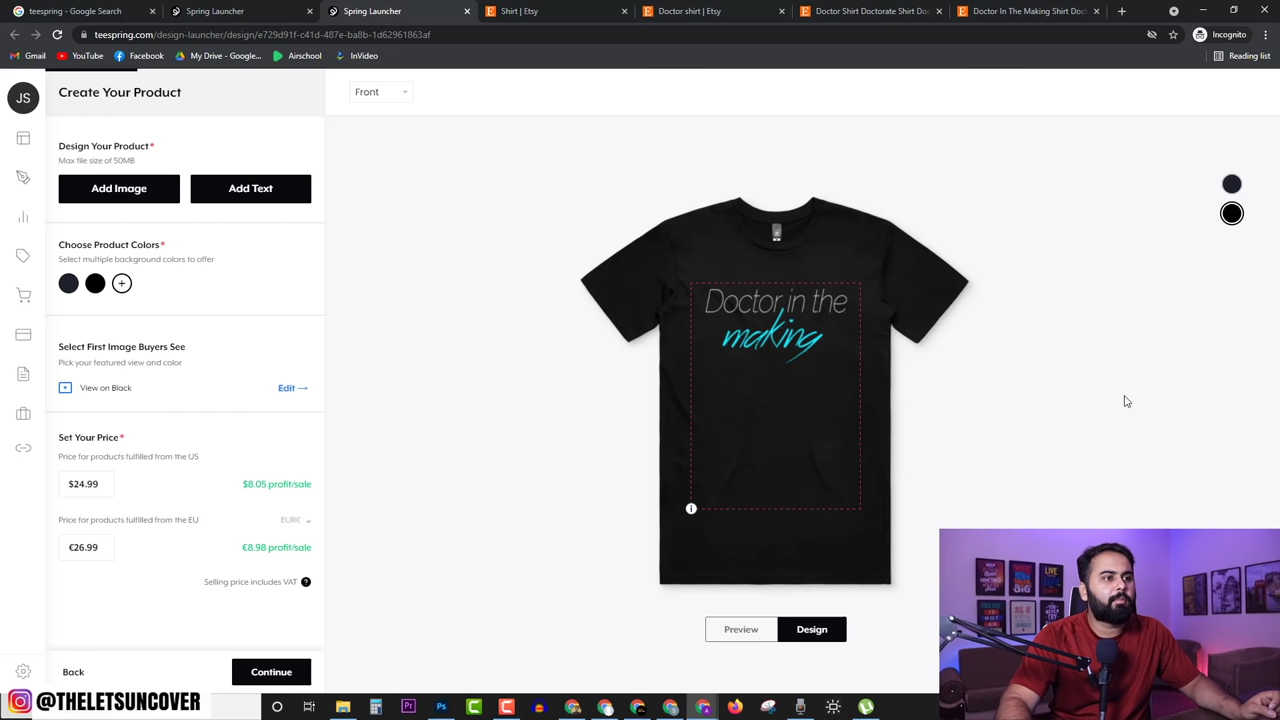 teespring - Google Search
Spring Launcher
Spring Launcher
Shirt | Etsy
Doctor shirt | Etsy
Doctor Shirt Doctorate Shirt Doc
Doctor In The Making Shirt Doct
teespring.com/design-launcher/design/e729d91f-c41d-487e-ba8b-1d62961863af
Incognito
Gmail
YouTube
Facebook
My Drive - Google...
Airschool
InVideo
Reading list
JS
Create Your Product
Front
Design Your Product*
Max file size of 50MB
Add Image
Add Text
Choose Product Colors*
Select multiple background colors to offer
Select First Image Buyers See
Pick your featured view and color
View on Black
Edit →
Set Your Price*
Price for products fulfilled from the US
$24.99
$8.05 profit/sale
Price for products fulfilled from the EU
EUR€
€26.99
€8.98 profit/sale
Selling price includes VAT ?
Back
Continue
Doctor in the
making
Preview
Design
@THELETSUNCOVER